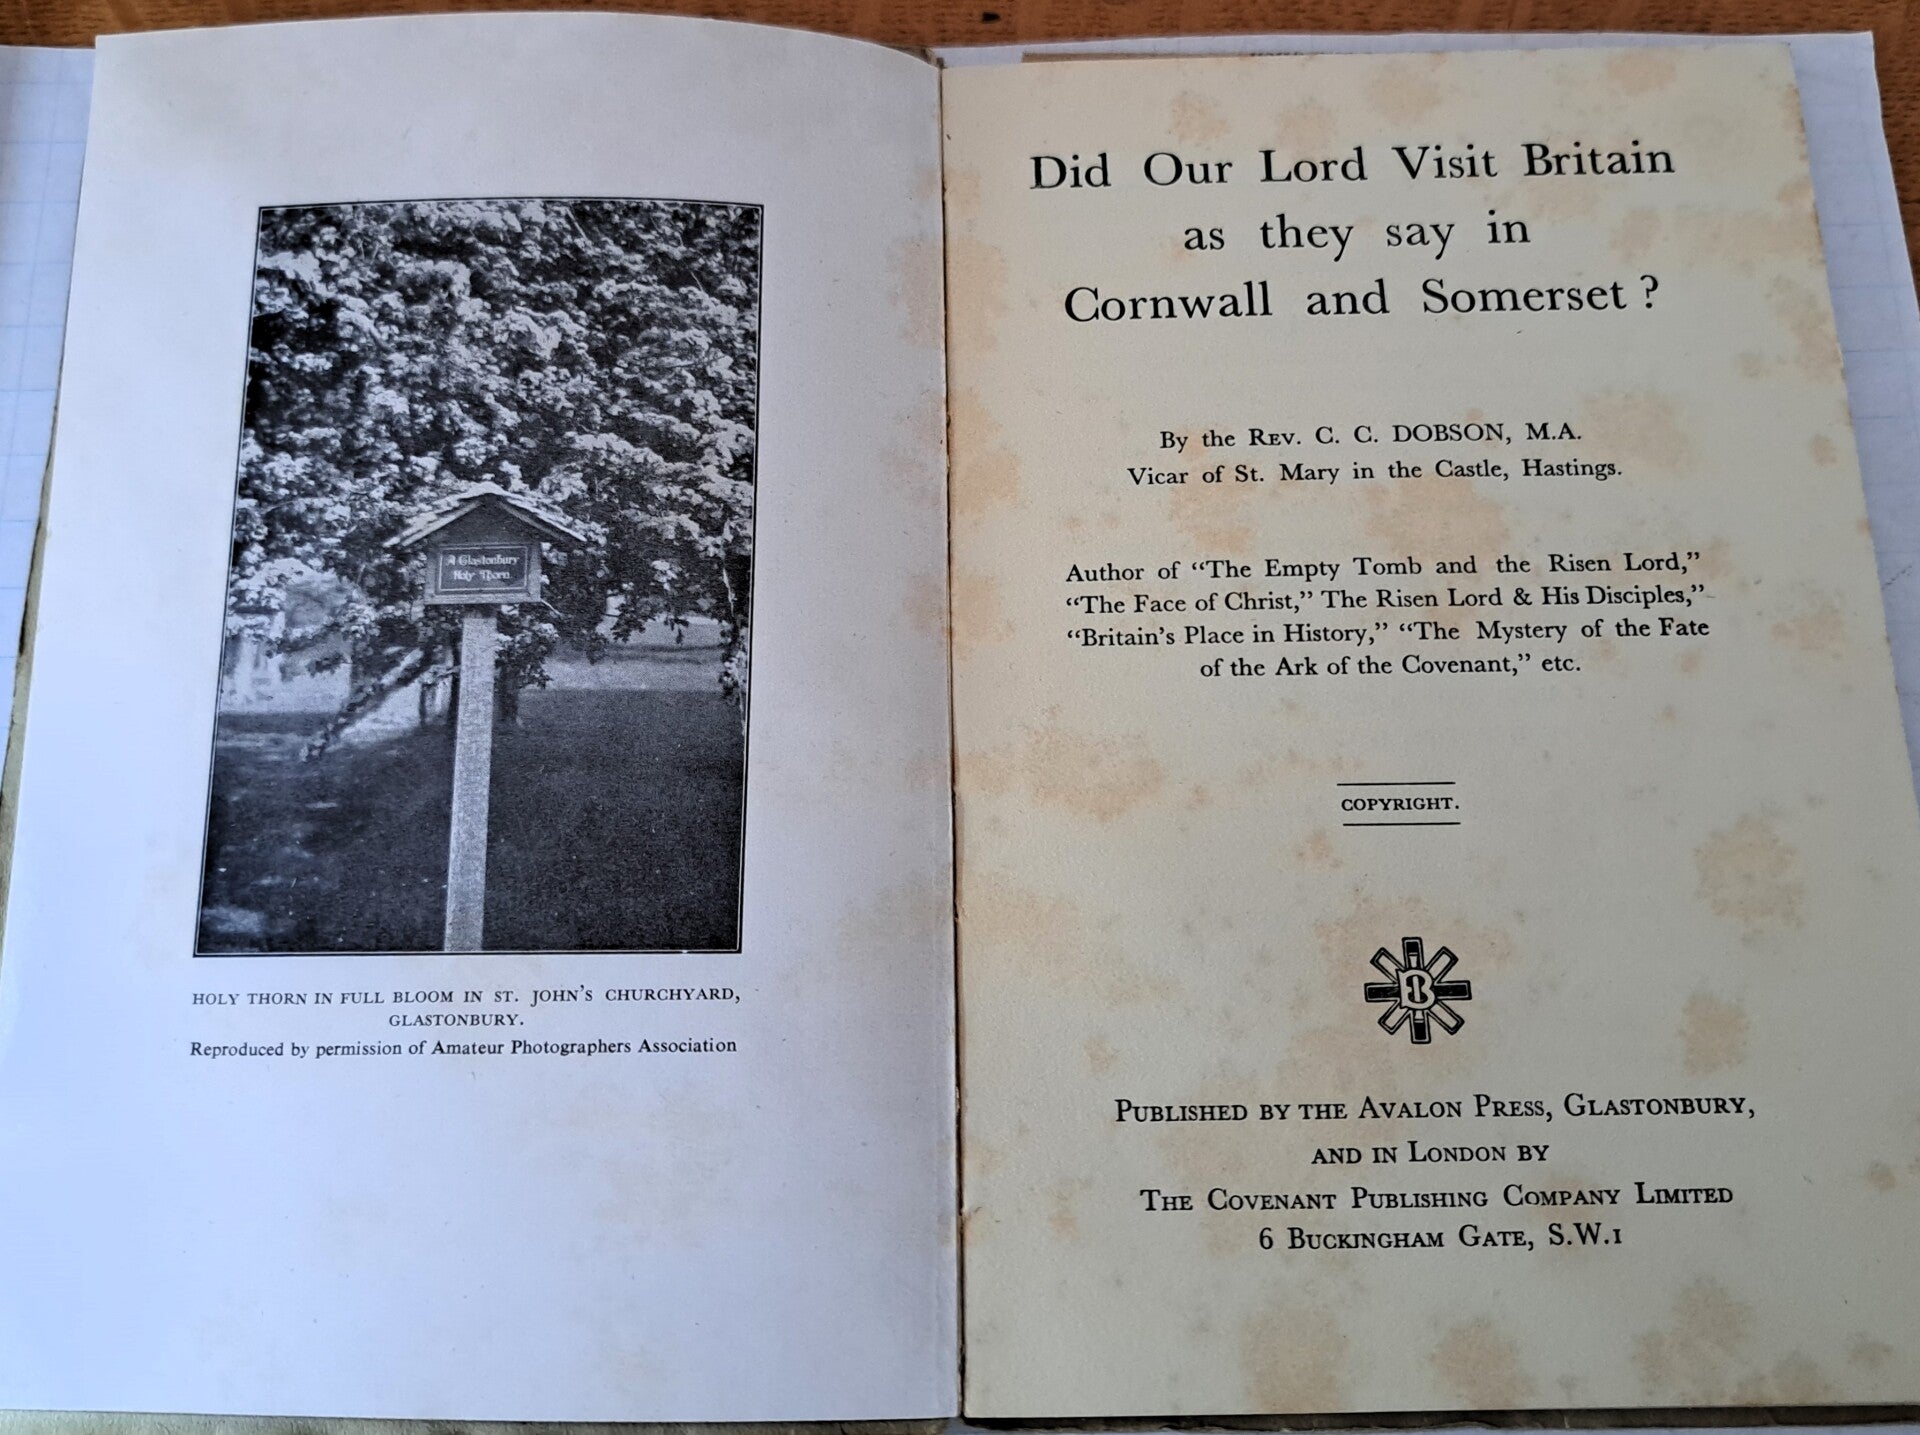 A Glastonbury
Holy Thorn
HOLY THORN IN FULL BLOOM IN ST. JOHN'S CHURCHYARD,
GLASTONBURY.
Reproduced by permission of Amateur Photographers Association
Did Our Lord Visit Britain
as they say in
Cornwall and Somerset?
By the REV. C. C. DOBSON, M.A.
Vicar of St. Mary in the Castle, Hastings.
Author of "The Empty Tomb and the Risen Lord,"
"The Face of Christ," The Risen Lord & His Disciples,"
"Britain's Place in History," "The Mystery of the Fate
of the Ark of the Covenant," etc.
COPYRIGHT.
B
PUBLISHED BY THE AVALON PRESS, GLASTONBURY,
AND IN LONDON BY
THE COVENANT PUBLISHING COMPANY LIMITED
6 BUCKINGHAM GATE, S.W.1